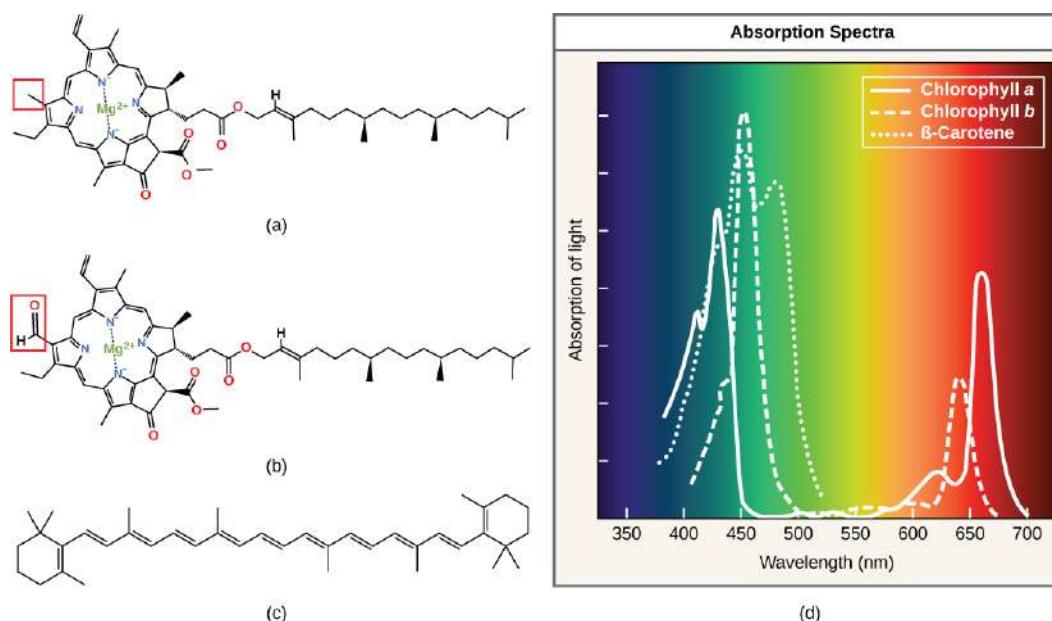 H
N
N
Mg²⁺
N
N⁻
O
O
O
O
O
(a)
O
H
H
N
N
Mg²⁺
N
N⁻
O
O
O
O
O
(b)
(c)
Absorption Spectra
Chlorophyll a
Chlorophyll b
ß-Carotene
Absorption of light
350 400 450 500 550 600 650 700
Wavelength (nm)
(d)